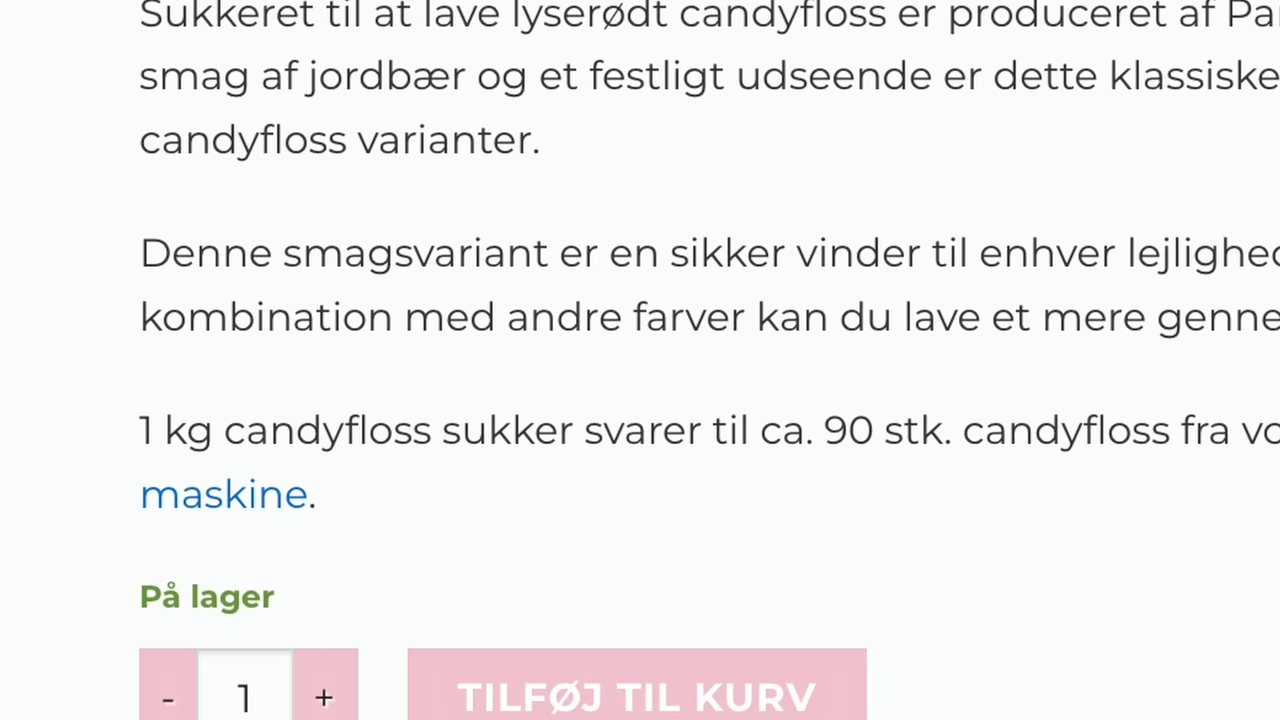 Sukkeret til at lave lyserødt candyfloss er produceret af
smag af jordbær og et festligt udseende er dette klassiske
candyfloss varianter.
Denne smagsvariant er en sikker vinder til enhver
kombination med andre farver kan du lave et mere
1 kg candyfloss sukker svarer til ca. 90 stk. candyfloss fra
maskine.
På lager
- 1 +
TILFØJ TIL KURV